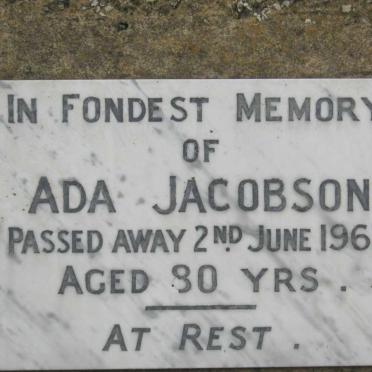 IN FONDEST MEMORY
OF
ADA JACOBSON
PASSED AWAY 2ND JUNE 196
AGED 80 YRS.
AT REST.